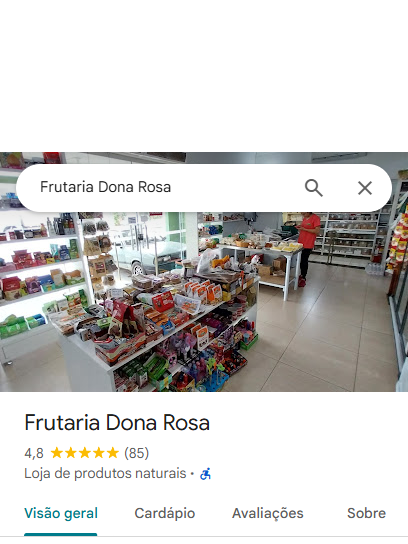 Frutaria Dona Rosa
Frutaria Dona Rosa
4,8 (85)
Loja de produtos naturais ·
Visão geral Cardápio Avaliações Sobre